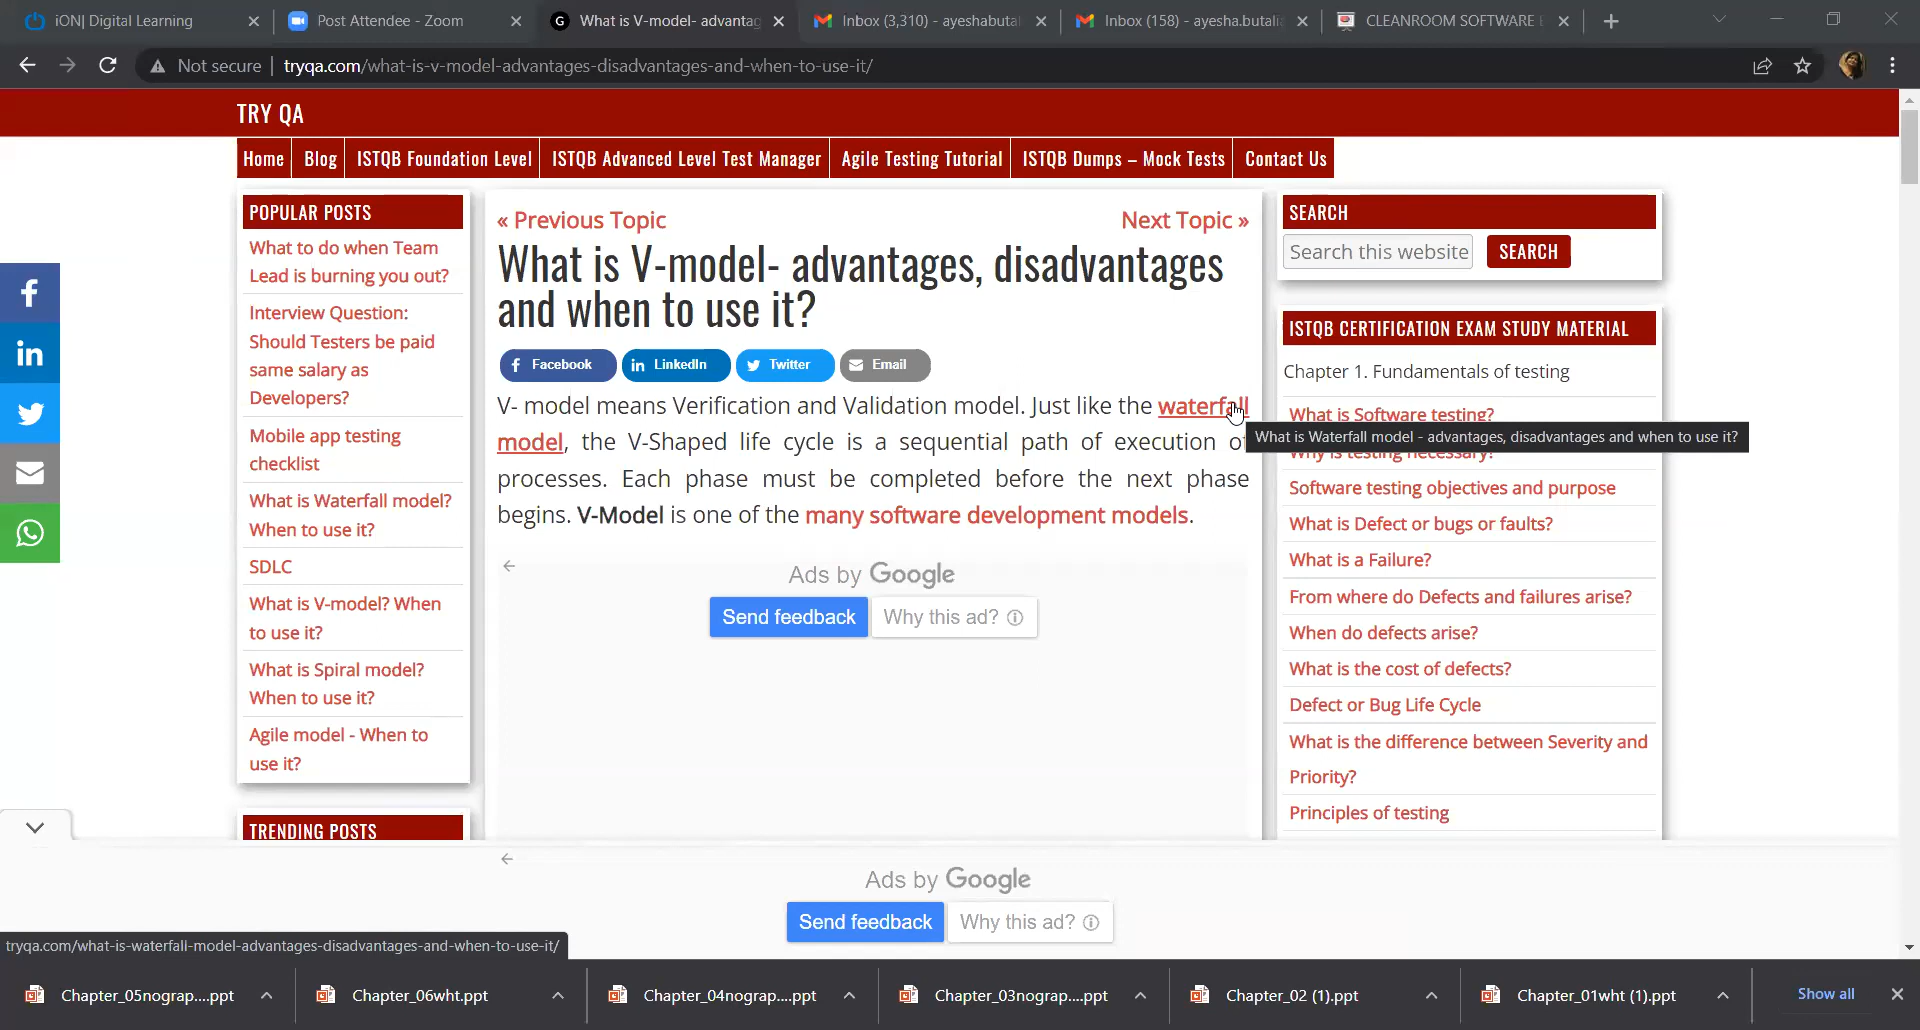 iON| Digital Learning
Post Attendee - Zoom
What is V-model- advantag
Inbox (3,310) - ayeshabutal
Inbox (158) - ayesha.butalia
CLEANROOM SOFTWARE E
Not secure
tryqa.com/what-is-v-model-advantages-disadvantages-and-when-to-use-it/
TRY QA
Home
Blog
ISTQB Foundation Level
ISTQB Advanced Level Test Manager
Agile Testing Tutorial
ISTQB Dumps – Mock Tests
Contact Us
POPULAR POSTS
What to do when Team
Lead is burning you out?
Interview Question:
Should Testers be paid
same salary as
Developers?
Mobile app testing
checklist
What is Waterfall model?
When to use it?
SDLC
What is V-model? When
to use it?
What is Spiral model?
When to use it?
Agile model - When to
use it?
TRENDING POSTS
« Previous Topic
Next Topic »
What is V-model- advantages, disadvantages
and when to use it?
Facebook
LinkedIn
Twitter
Email
V- model means Verification and Validation model. Just like the waterfall
model, the V-Shaped life cycle is a sequential path of execution of
processes. Each phase must be completed before the next phase
begins. V-Model is one of the many software development models.
Ads by Google
Send feedback
Why this ad?
SEARCH
Search this website
SEARCH
ISTQB CERTIFICATION EXAM STUDY MATERIAL
Chapter 1. Fundamentals of testing
What is Software testing?
What is Waterfall model - advantages, disadvantages and when to use it?
Why is testing necessary?
Software testing objectives and purpose
What is Defect or bugs or faults?
What is a Failure?
From where do Defects and failures arise?
When do defects arise?
What is the cost of defects?
Defect or Bug Life Cycle
What is the difference between Severity and
Priority?
Principles of testing
Ads by Google
Send feedback
Why this ad?
tryqa.com/what-is-waterfall-model-advantages-disadvantages-and-when-to-use-it/
Chapter_05nograp....ppt
Chapter_06wht.ppt
Chapter_04nograp....ppt
Chapter_03nograp....ppt
Chapter_02 (1).ppt
Chapter_01wht (1).ppt
Show all